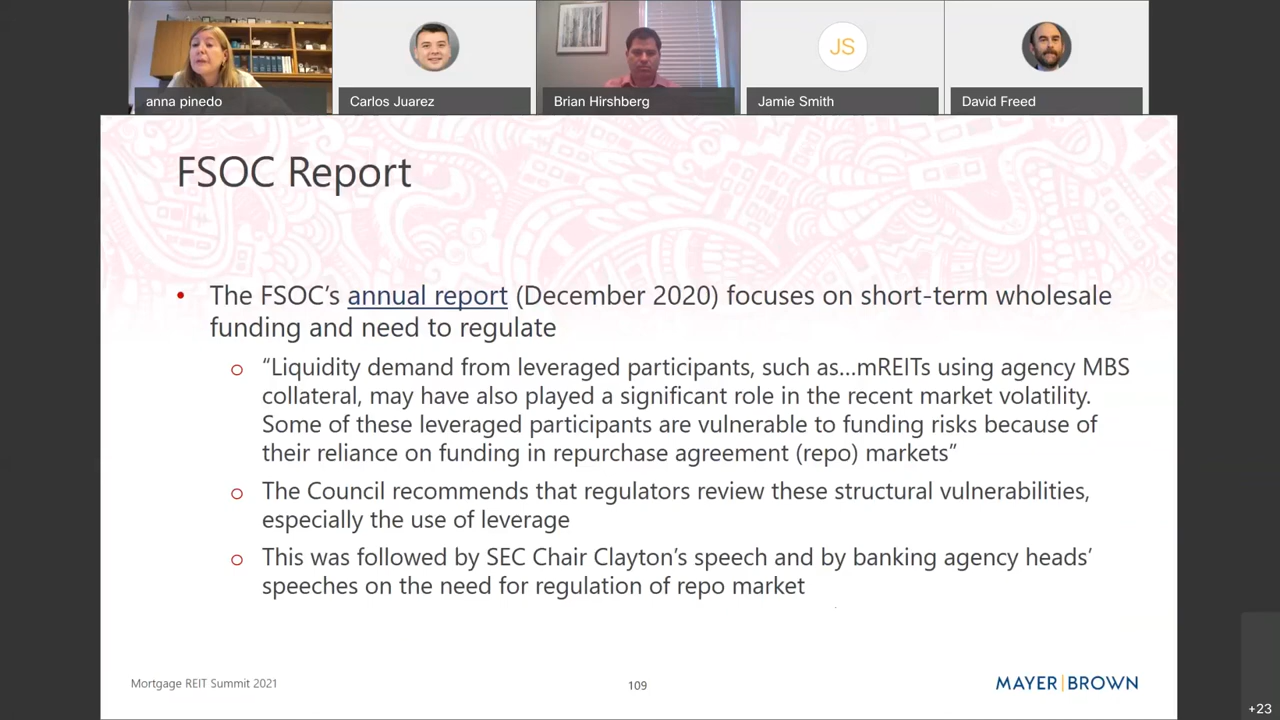 anna pinedo
Carlos Juarez
Brian Hirshberg
JS
Jamie Smith
David Freed
FSOC Report
• The FSOC’s annual report (December 2020) focuses on short-term wholesale
funding and need to regulate
o “Liquidity demand from leveraged participants, such as…mREITs using agency MBS
collateral, may have also played a significant role in the recent market volatility.
Some of these leveraged participants are vulnerable to funding risks because of
their reliance on funding in repurchase agreement (repo) markets”
o The Council recommends that regulators review these structural vulnerabilities,
especially the use of leverage
o This was followed by SEC Chair Clayton’s speech and by banking agency heads’
speeches on the need for regulation of repo market
Mortgage REIT Summit 2021
109
MAYER|BROWN
+23